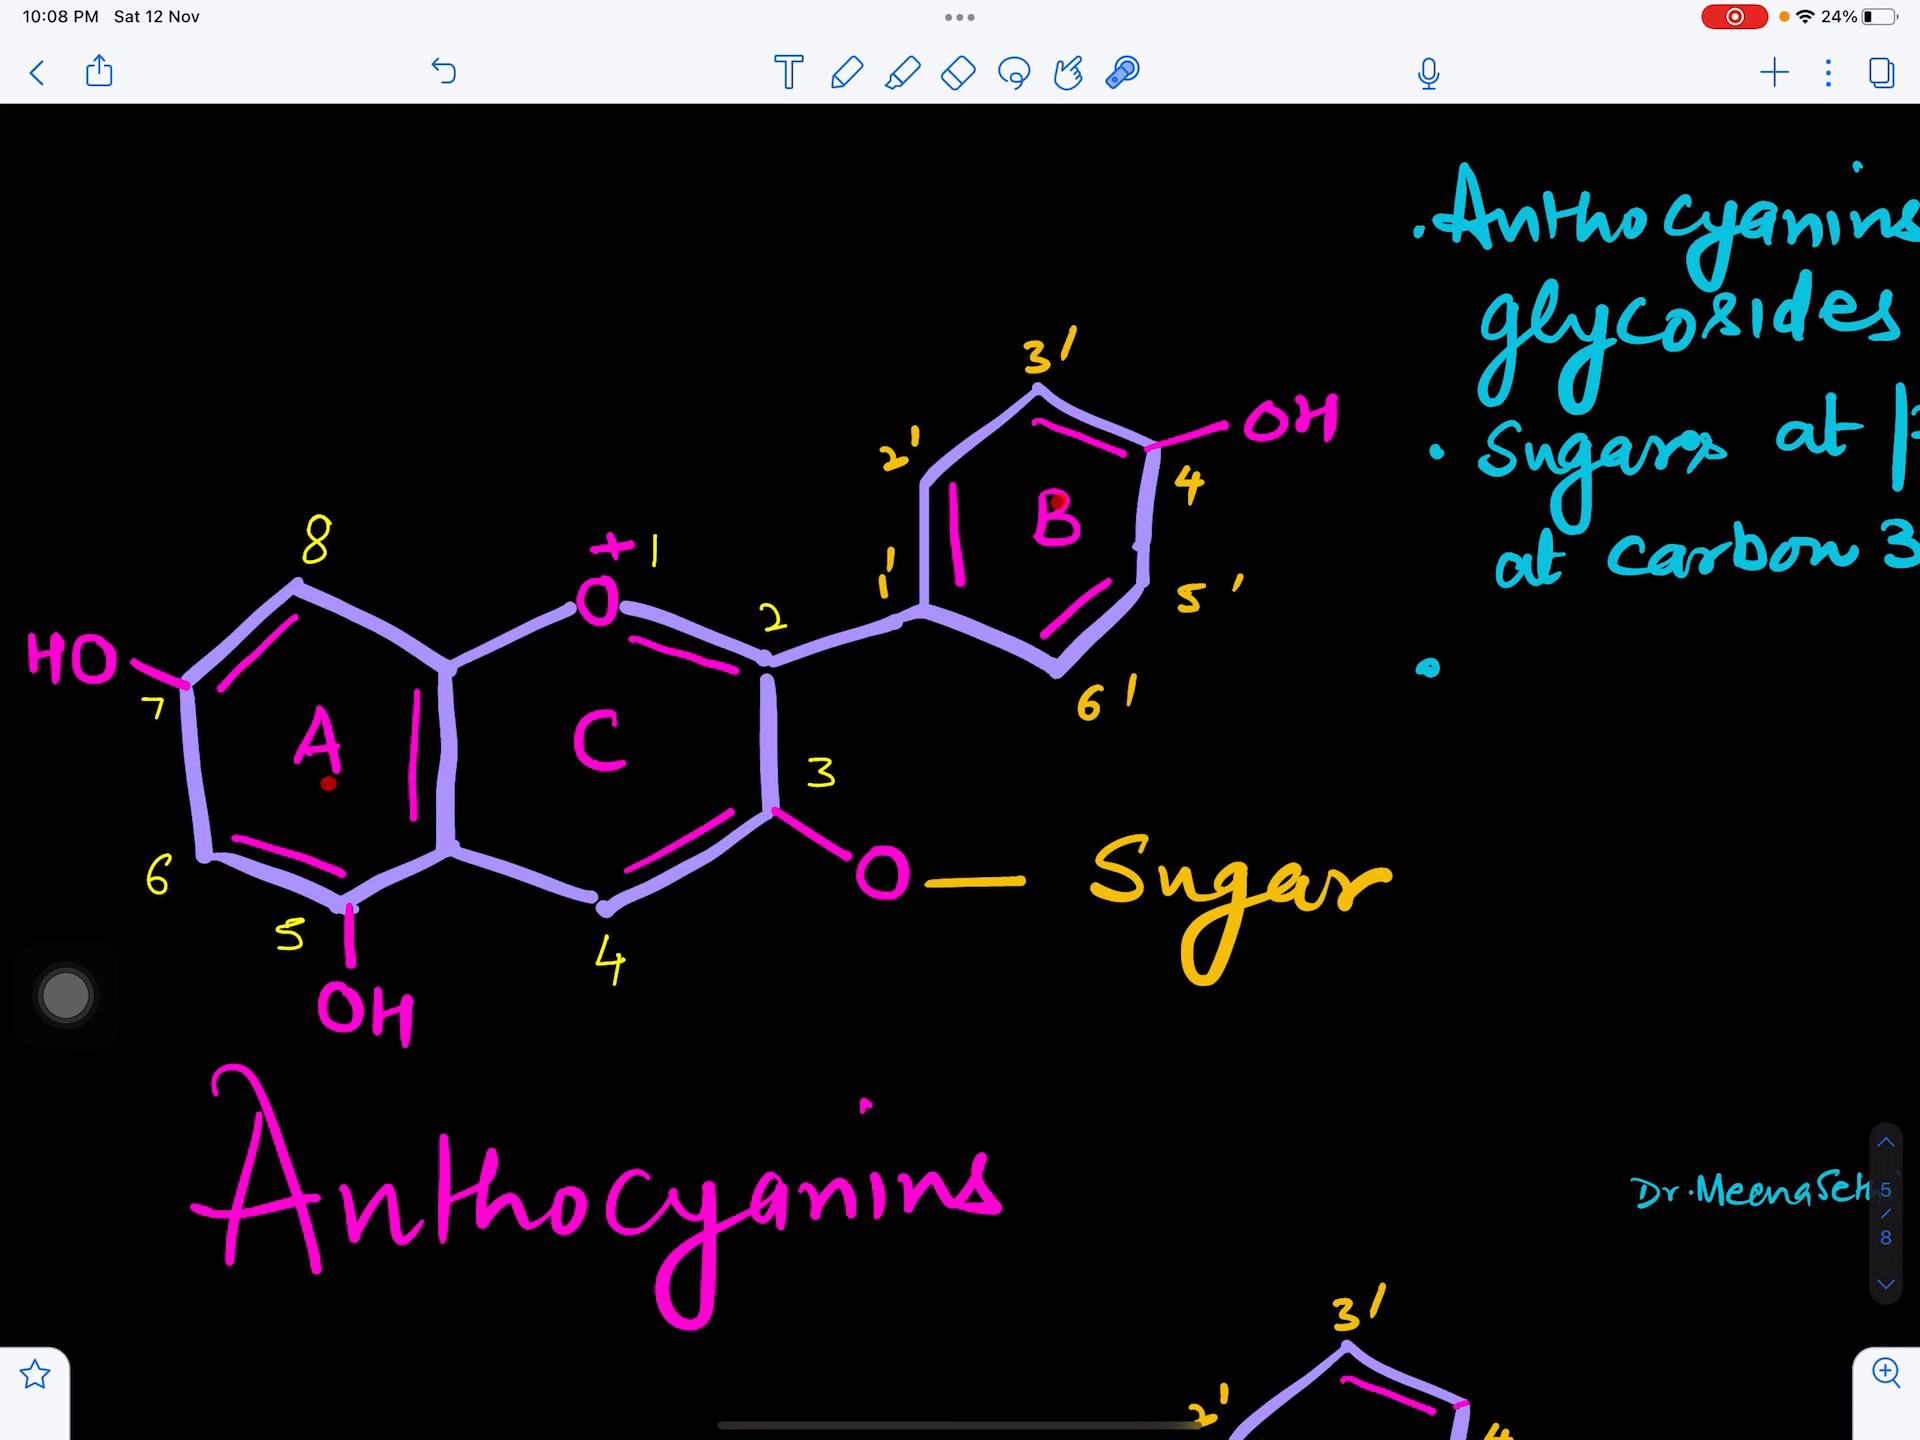 10:08 PM Sat 12 Nov
24%
T
.Anthocyanins
glycosides
. Sugars at
at carbon 3
3'
OH
2'
4
B
8
+ 1
1'
5'
O
2
HO
6'
7
A
C
3
6
O — Sugar
5
4
OH
Anthocyanins
Dr.MeenaSeh
5
/
8
3'
2'
4